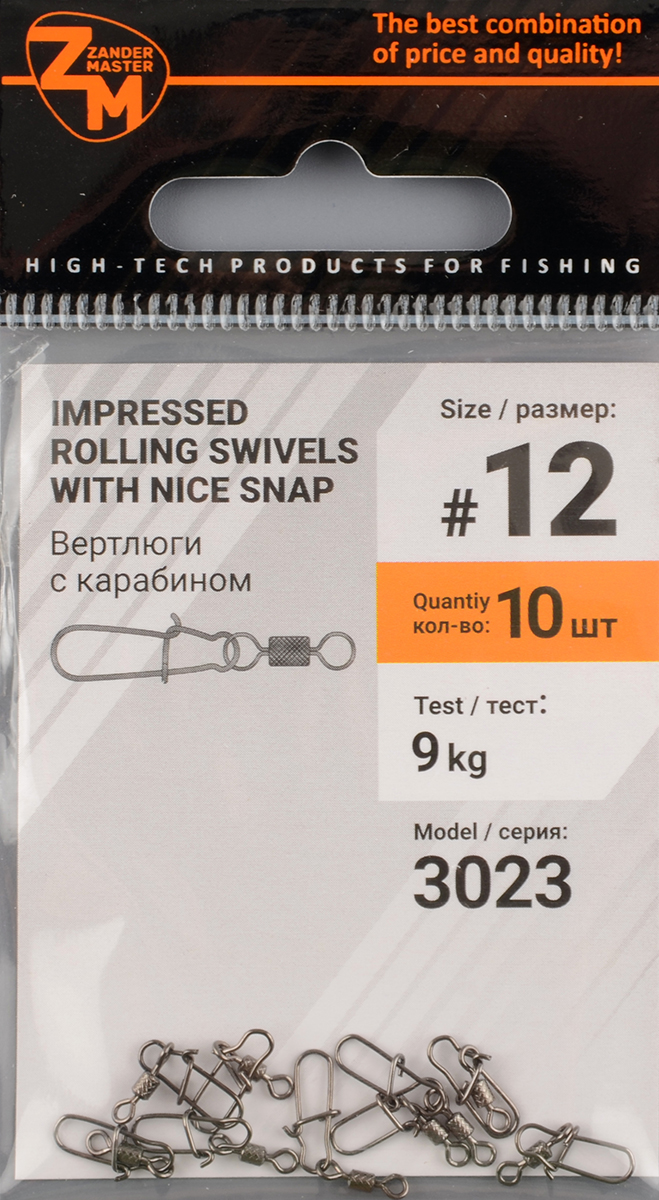 ZANDER
MASTER
ZM
The best combination
of price and quality!
HIGH-TECH PRODUCTS FOR FISHING
IMPRESSED
ROLLING SWIVELS
WITH NICE SNAP
Вертлюги
с карабином
Size / размер:
#12
Quantiy
кол-во: 10 шт
Test / тест:
9 kg
Model / серия:
3023